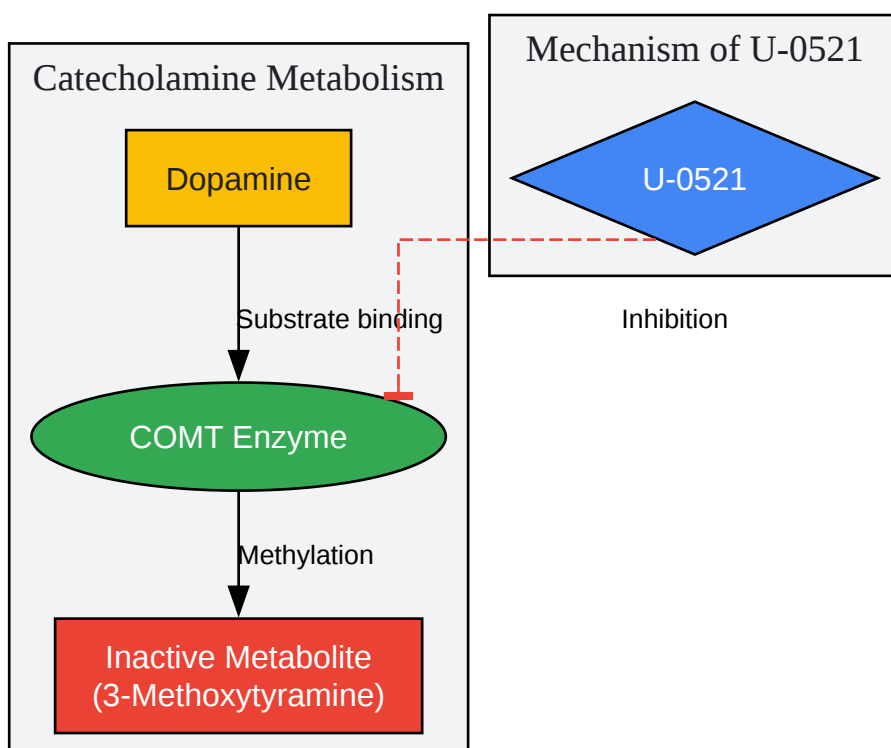 Catecholamine Metabolism
Dopamine
Substrate binding
COMT Enzyme
Methylation
Inactive Metabolite
(3-Methoxytyramine)
Mechanism of U-0521
U-0521
Inhibition